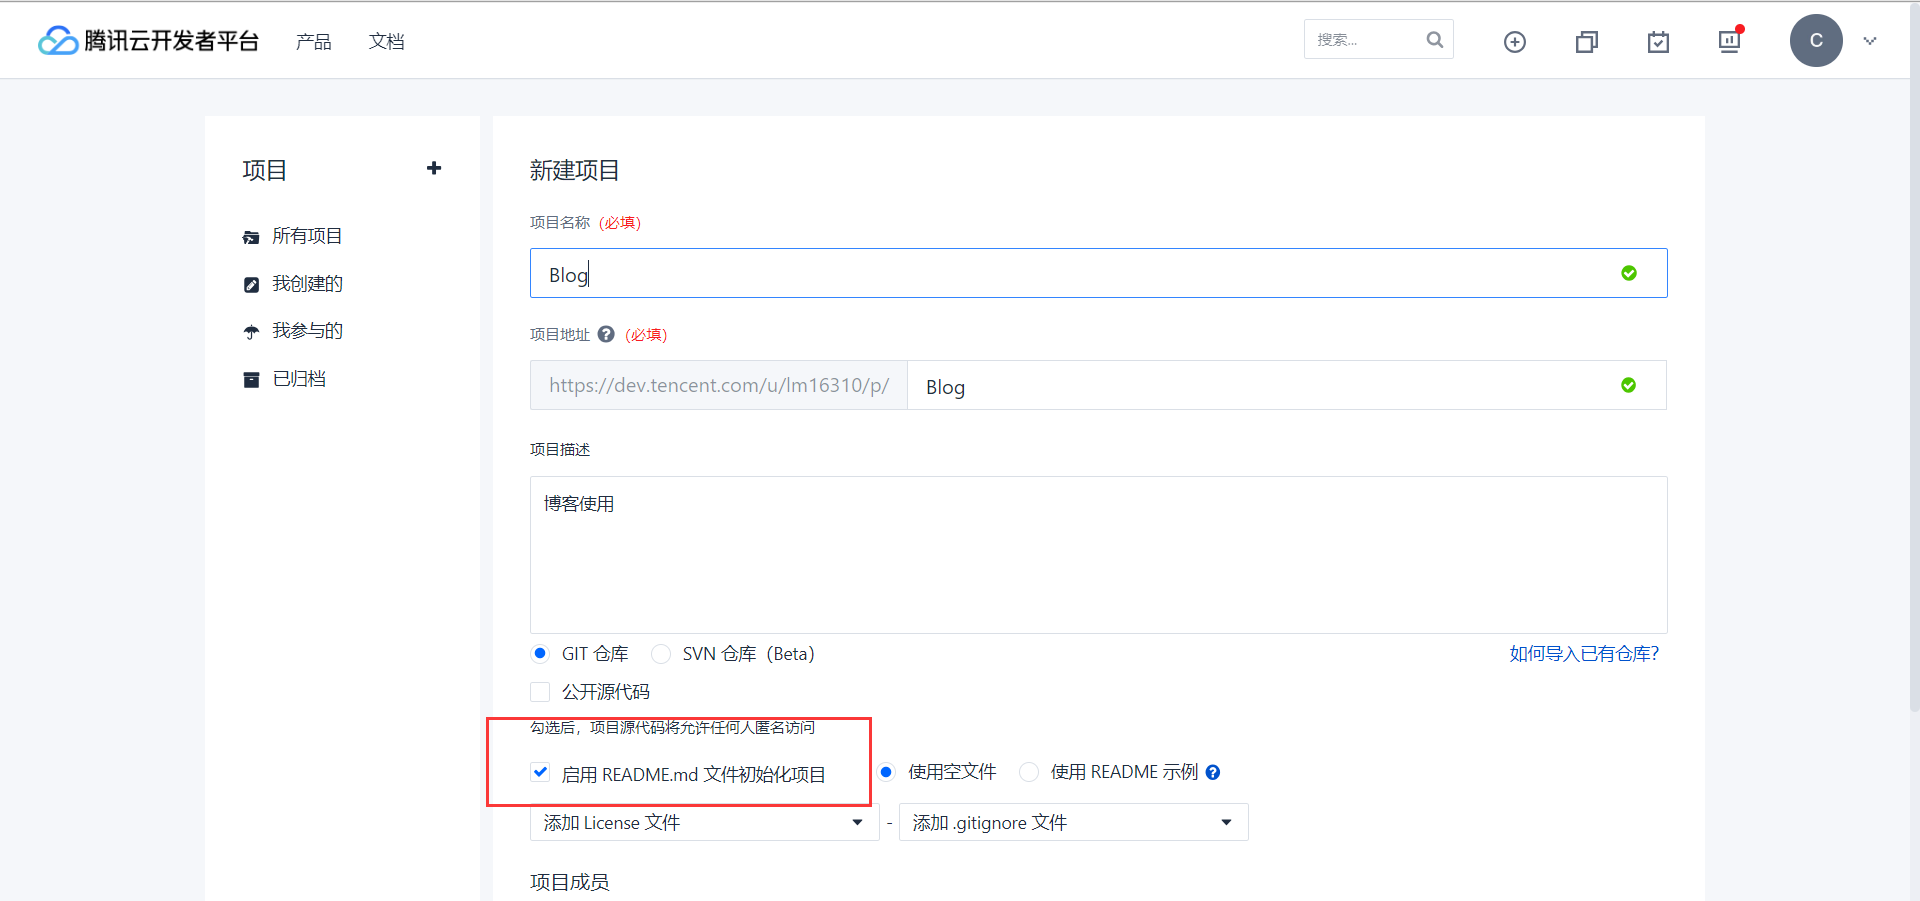 腾讯云开发者平台 产品 文档 搜索... C
项目
所有项目
我创建的
我参与的
已归档
新建项目
项目名称 (必填)
Blog
项目地址 ? (必填)
https://dev.tencent.com/u/lm16310/p/ Blog
项目描述
博客使用
GIT 仓库 SVN 仓库（Beta） 如何导入已有仓库?
公开源代码
勾选后，项目源代码将允许任何人匿名访问
启用 README.md 文件初始化项目 使用空文件 使用 README 示例 ?
添加 License 文件 - 添加 .gitignore 文件
项目成员